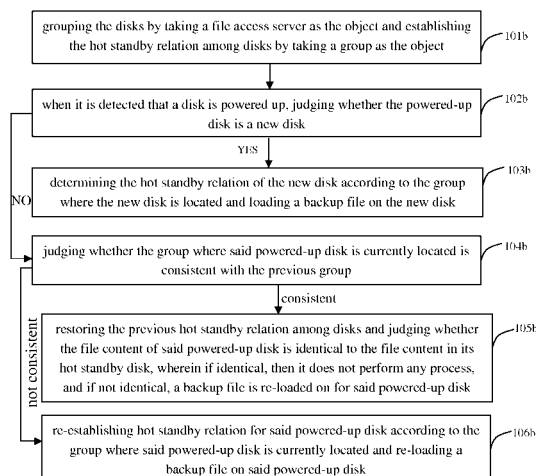 grouping the disks by taking a file access server as the object and establishing
the hot standby relation among disks by taking a group as the object
101b
when it is detected that a disk is powered up, judging whether the powered-up
disk is a new disk
102b
YES
NO
determining the hot standby relation of the new disk according to the group
where the new disk is located and loading a backup file on the new disk
103b
judging whether the group where said powered-up disk is currently located is
consistent with the previous group
104b
consistent
not consistent
restoring the previous hot standby relation among disks and judging whether
the file content of said powered-up disk is identical to the file content in its
hot standby disk, wherein if identical, then it does not perform any process,
and if not identical, a backup file is re-loaded on for said powered-up disk
105b
re-establishing hot standby relation for said powered-up disk according to the
group where said powered-up disk is currently located and re-loading a
backup file on said powered-up disk
106b